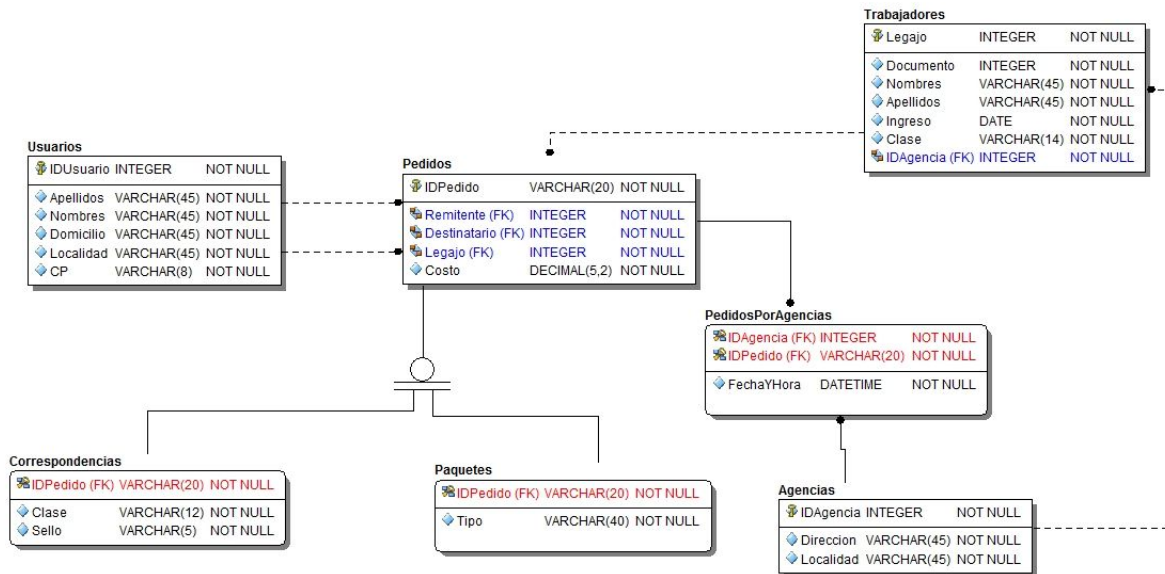 Trabajadores
Legajo INTEGER NOT NULL
Documento INTEGER NOT NULL
Nombres VARCHAR(45) NOT NULL
Apellidos VARCHAR(45) NOT NULL
Ingreso DATE NOT NULL
Clase VARCHAR(14) NOT NULL
IDAgencia (FK) INTEGER NOT NULL
Usuarios
IDUsuario INTEGER NOT NULL
Apellidos VARCHAR(45) NOT NULL
Nombres VARCHAR(45) NOT NULL
Domicilio VARCHAR(45) NOT NULL
Localidad VARCHAR(45) NOT NULL
CP VARCHAR(8) NOT NULL
Pedidos
IDPedido VARCHAR(20) NOT NULL
Remitente (FK) INTEGER NOT NULL
Destinatario (FK) INTEGER NOT NULL
Legajo (FK) INTEGER NOT NULL
Costo DECIMAL(5,2) NOT NULL
PedidosPorAgencias
IDAgencia (FK) INTEGER NOT NULL
IDPedido (FK) VARCHAR(20) NOT NULL
FechaYHora DATETIME NOT NULL
Correspondencias
IDPedido (FK) VARCHAR(20) NOT NULL
Clase VARCHAR(12) NOT NULL
Sello VARCHAR(5) NOT NULL
Paquetes
IDPedido (FK) VARCHAR(20) NOT NULL
Tipo VARCHAR(40) NOT NULL
Agencias
IDAgencia INTEGER NOT NULL
Direccion VARCHAR(45) NOT NULL
Localidad VARCHAR(45) NOT NULL